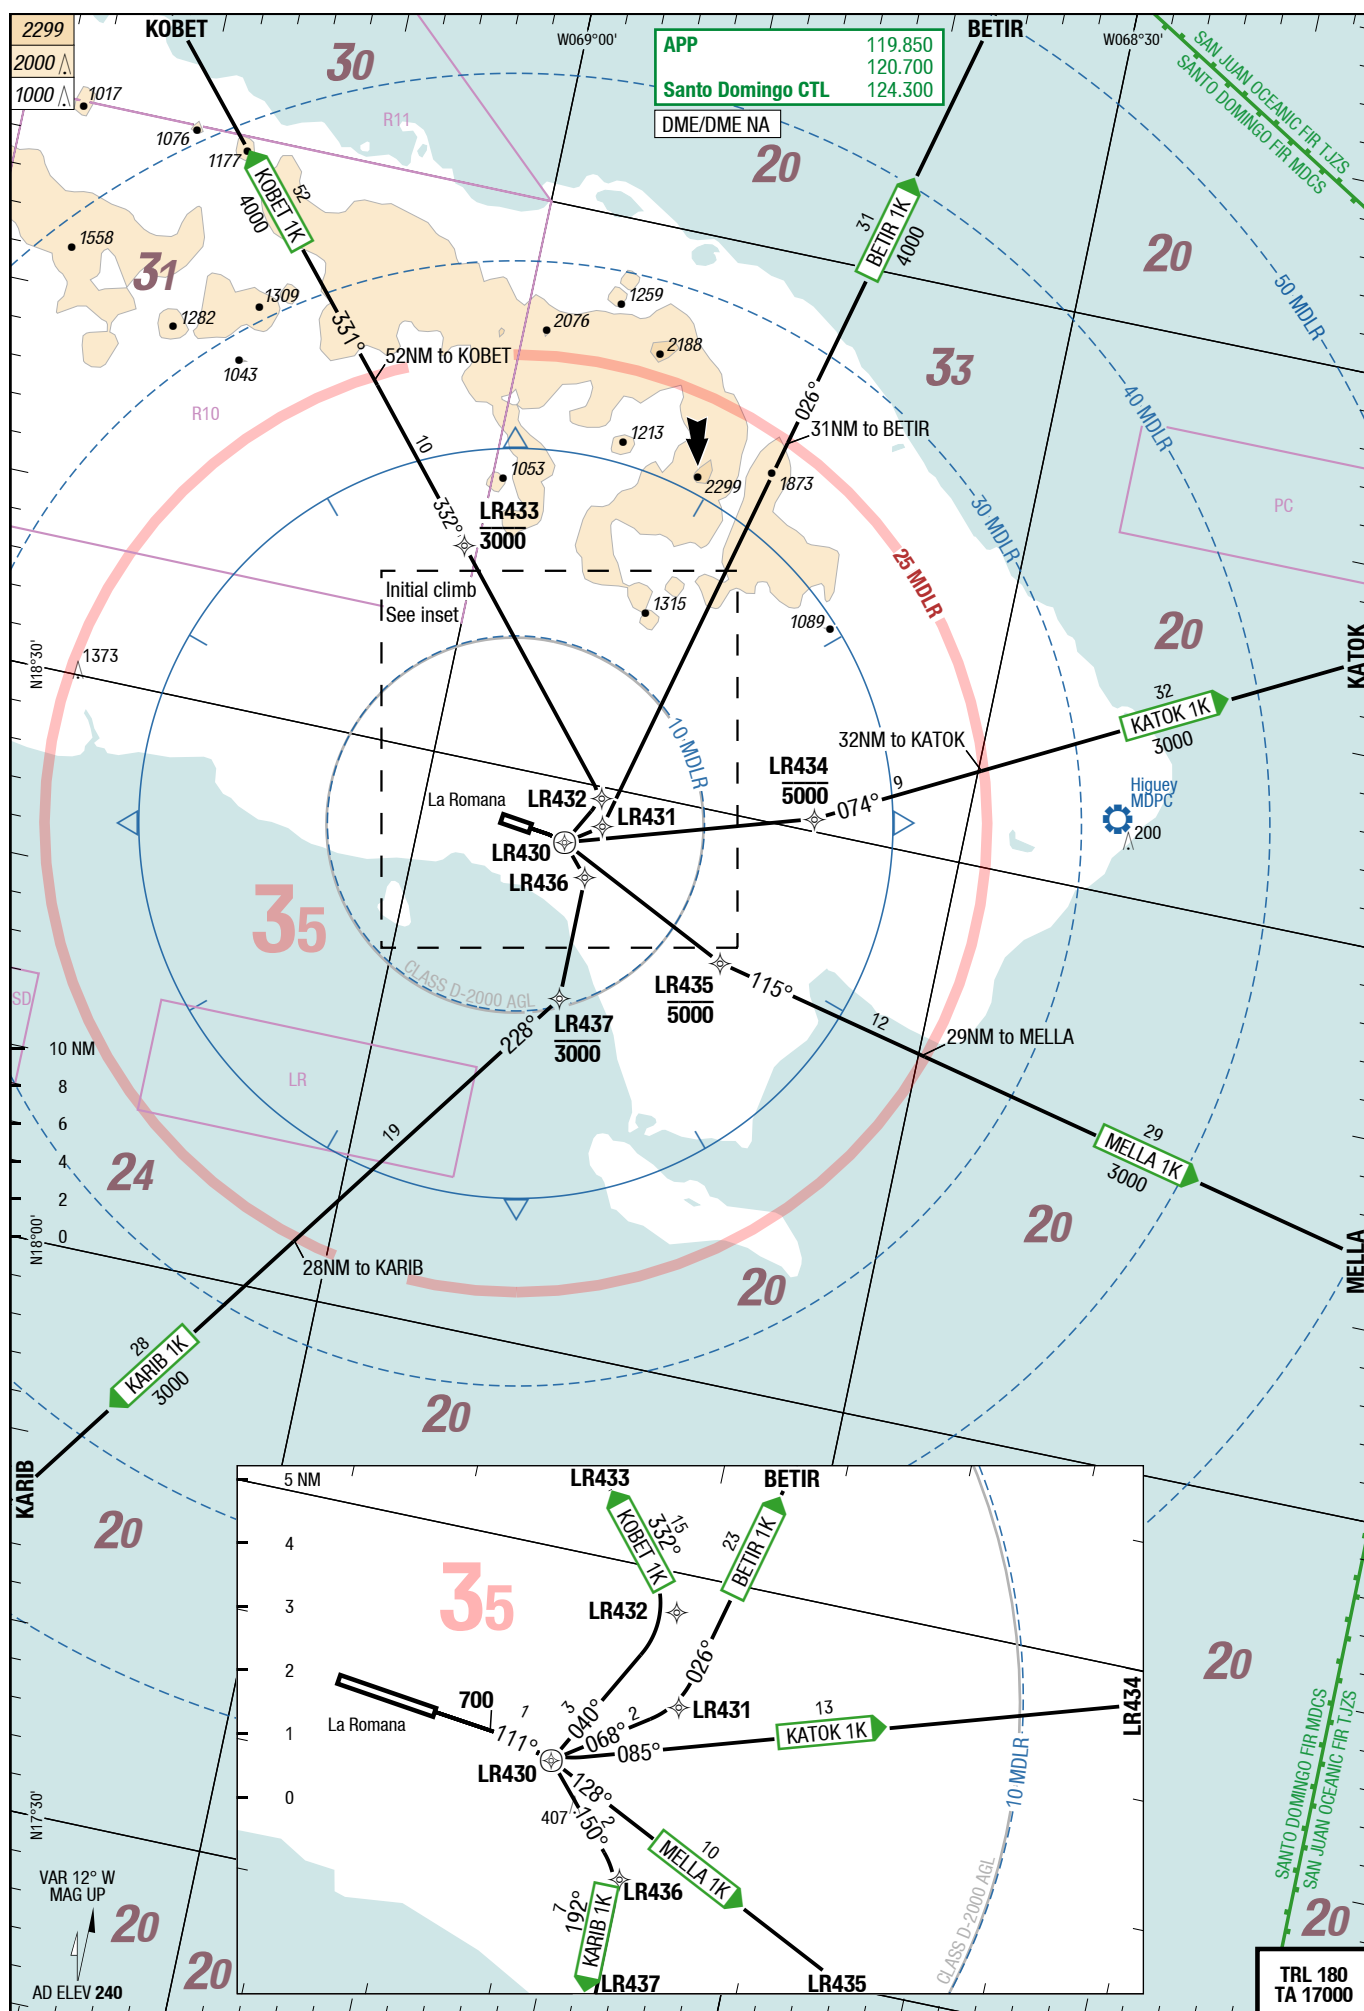 2299
2000
1000
KOBET
W069°00'
APP 119.850
120.700
Santo Domingo CTL 124.300
DME/DME NA
BETIR
W068°30'
SAN JUAN OCEANIC FIR TJZS
SANTO DOMINGO FIR MDCS
30
1017
1076
1177
R11
20
KOBET 1K
52
4000
31
BETIR 1K
4000
20
1558
31
1309
1282
1043
1259
2076
2188
50 MDLR
331°
52NM to KOBET
R10
33
026°
40 MDLR
31NM to BETIR
10
1213
1053
2299
1873
30 MDLR
PC
332°
LR433
3000
25 MDLR
Initial climb
See inset
1315
1089
20
N18°30'
1373
KATOK
32
KATOK 1K
3000
10 MDLR
32NM to KATOK
LR434
5000
9
074°
Higuey
MDPC
200
La Romana
LR432
LR431
LR430
LR436
35
CLASS D-2000 AGL
SD
LR435
5000
115°
LR437
3000
228°
12
29NM to MELLA
10 NM
8
6
4
2
0
LR
19
24
29
MELLA 1K
3000
20
N18°00'
MELLA
28NM to KARIB
20
28
KARIB 1K
3000
20
KARIB
20
5 NM
4
3
2
1
0
LR433
BETIR
15
332°
KOBET 1K
23
BETIR 1K
35
LR432
026°
20
La Romana
700
1
111°
3
040°
2
068°
LR431
085°
13
KATOK 1K
LR434
LR430
128°
407
150°
2
10
MELLA 1K
LR436
7
192°
KARIB 1K
LR437
LR435
10 MDLR
CLASS D-2000 AGL
SANTO DOMINGO FIR MDCS
SAN JUAN OCEANIC FIR TJZS
N17°30'
VAR 12° W
MAG UP
20
20
20
AD ELEV 240
TRL 180
TA 17000